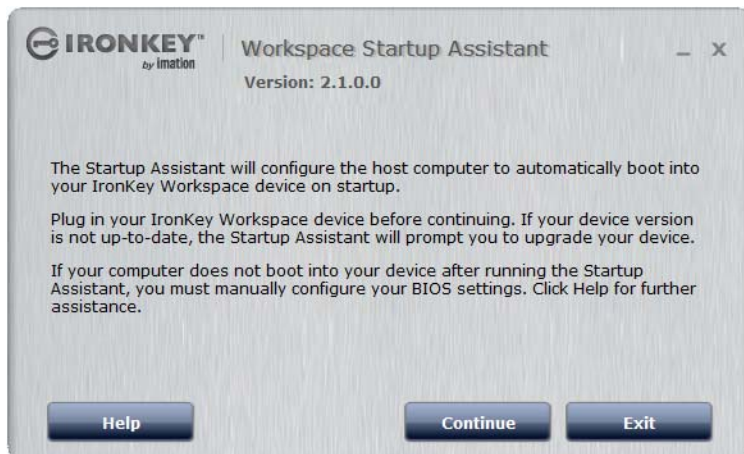 IRONKEY™
by imation
Workspace Startup Assistant
Version: 2.1.0.0
The Startup Assistant will configure the host computer to automatically boot into
your IronKey Workspace device on startup.
Plug in your IronKey Workspace device before continuing. If your device version
is not up-to-date, the Startup Assistant will prompt you to upgrade your device.
If your computer does not boot into your device after running the Startup
Assistant, you must manually configure your BIOS settings. Click Help for further
assistance.
Help
Continue
Exit